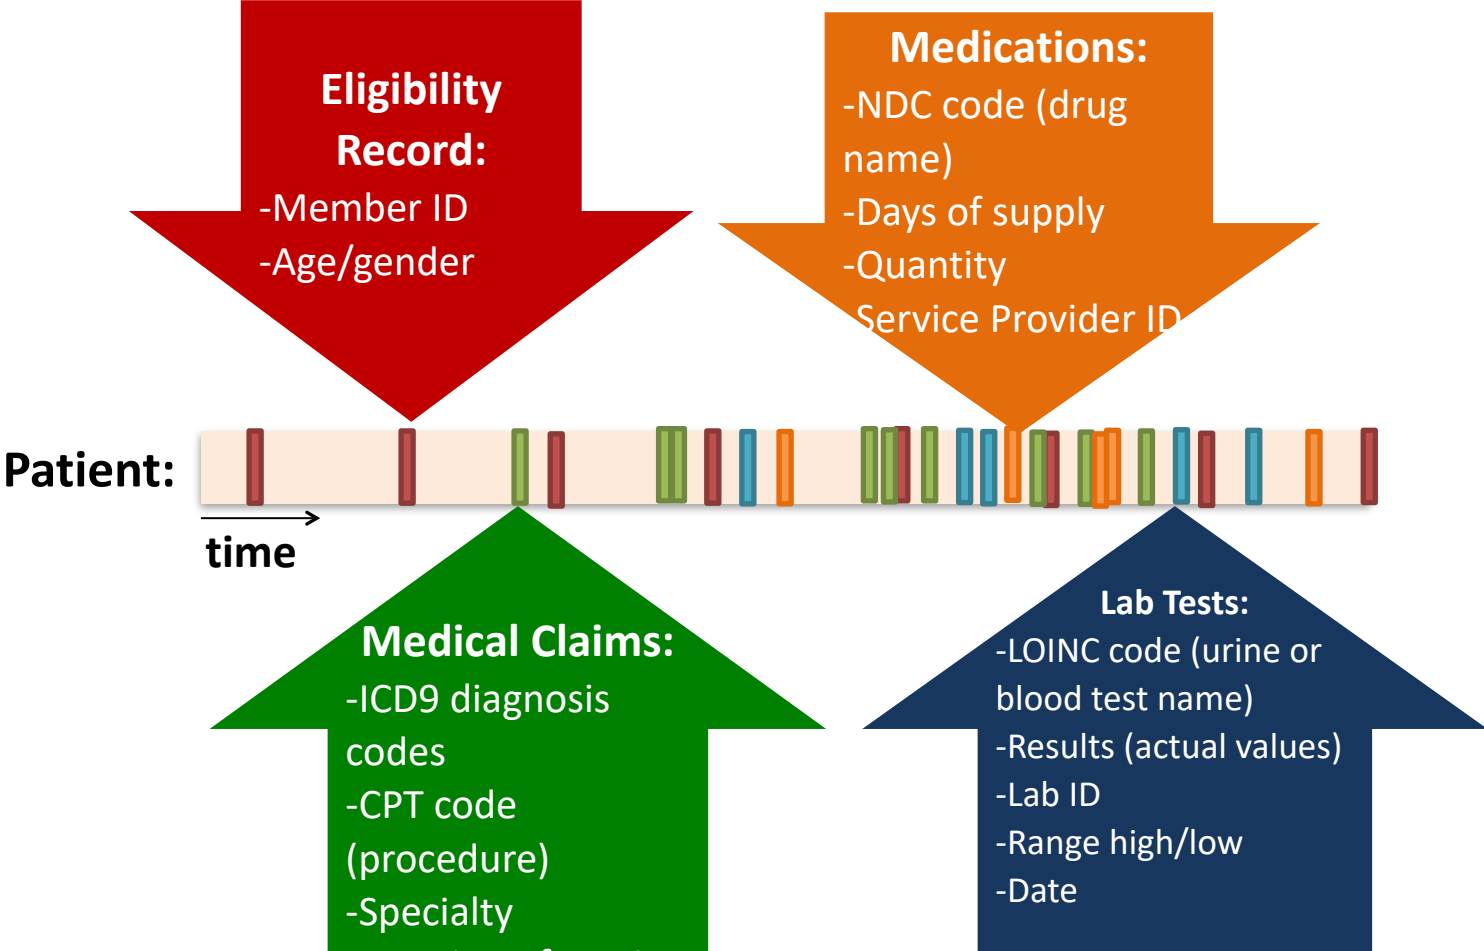 Eligibility
Record:
-Member ID
-Age/gender
Medications:
-NDC code (drug
name)
-Days of supply
-Quantity
-Service Provider ID
Patient:
time
Medical Claims:
-ICD9 diagnosis
codes
-CPT code
(procedure)
-Specialty
Lab Tests:
-LOINC code (urine or
blood test name)
-Results (actual values)
-Lab ID
-Range high/low
-Date